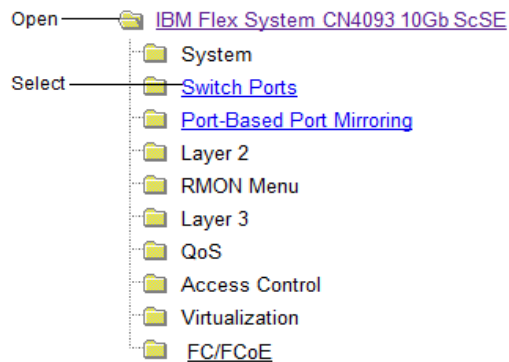 Open IBM Flex System CN4093 10Gb ScSE
System
Select Switch Ports
Port-Based Port Mirroring
Layer 2
RMON Menu
Layer 3
QoS
Access Control
Virtualization
FC/FCoE